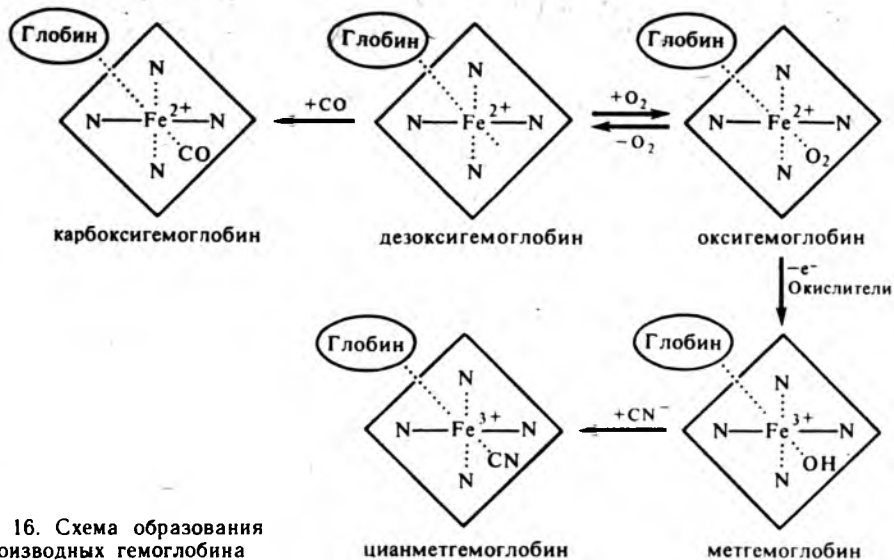 Глобин
N
N—Fe2+—N
CO
N
карбоксигемоглобин
+CO
Глобин
N
N—Fe2+—N
N
дезоксигемоглобин
+O2
−O2
Глобин
N
N—Fe2+—N
O2
N
оксигемоглобин
−e−
Окислители
Глобин
N
N—Fe3+—N
CN
N
цианметгемоглобин
+CN−
Глобин
N
N—Fe3+—N
OH
N
метгемоглобин
16. Схема образования
оизводных гемоглобина